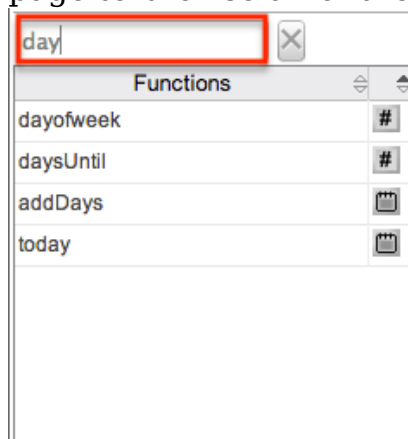 day
Functions
dayofweek #
daysUntil #
addDays
today